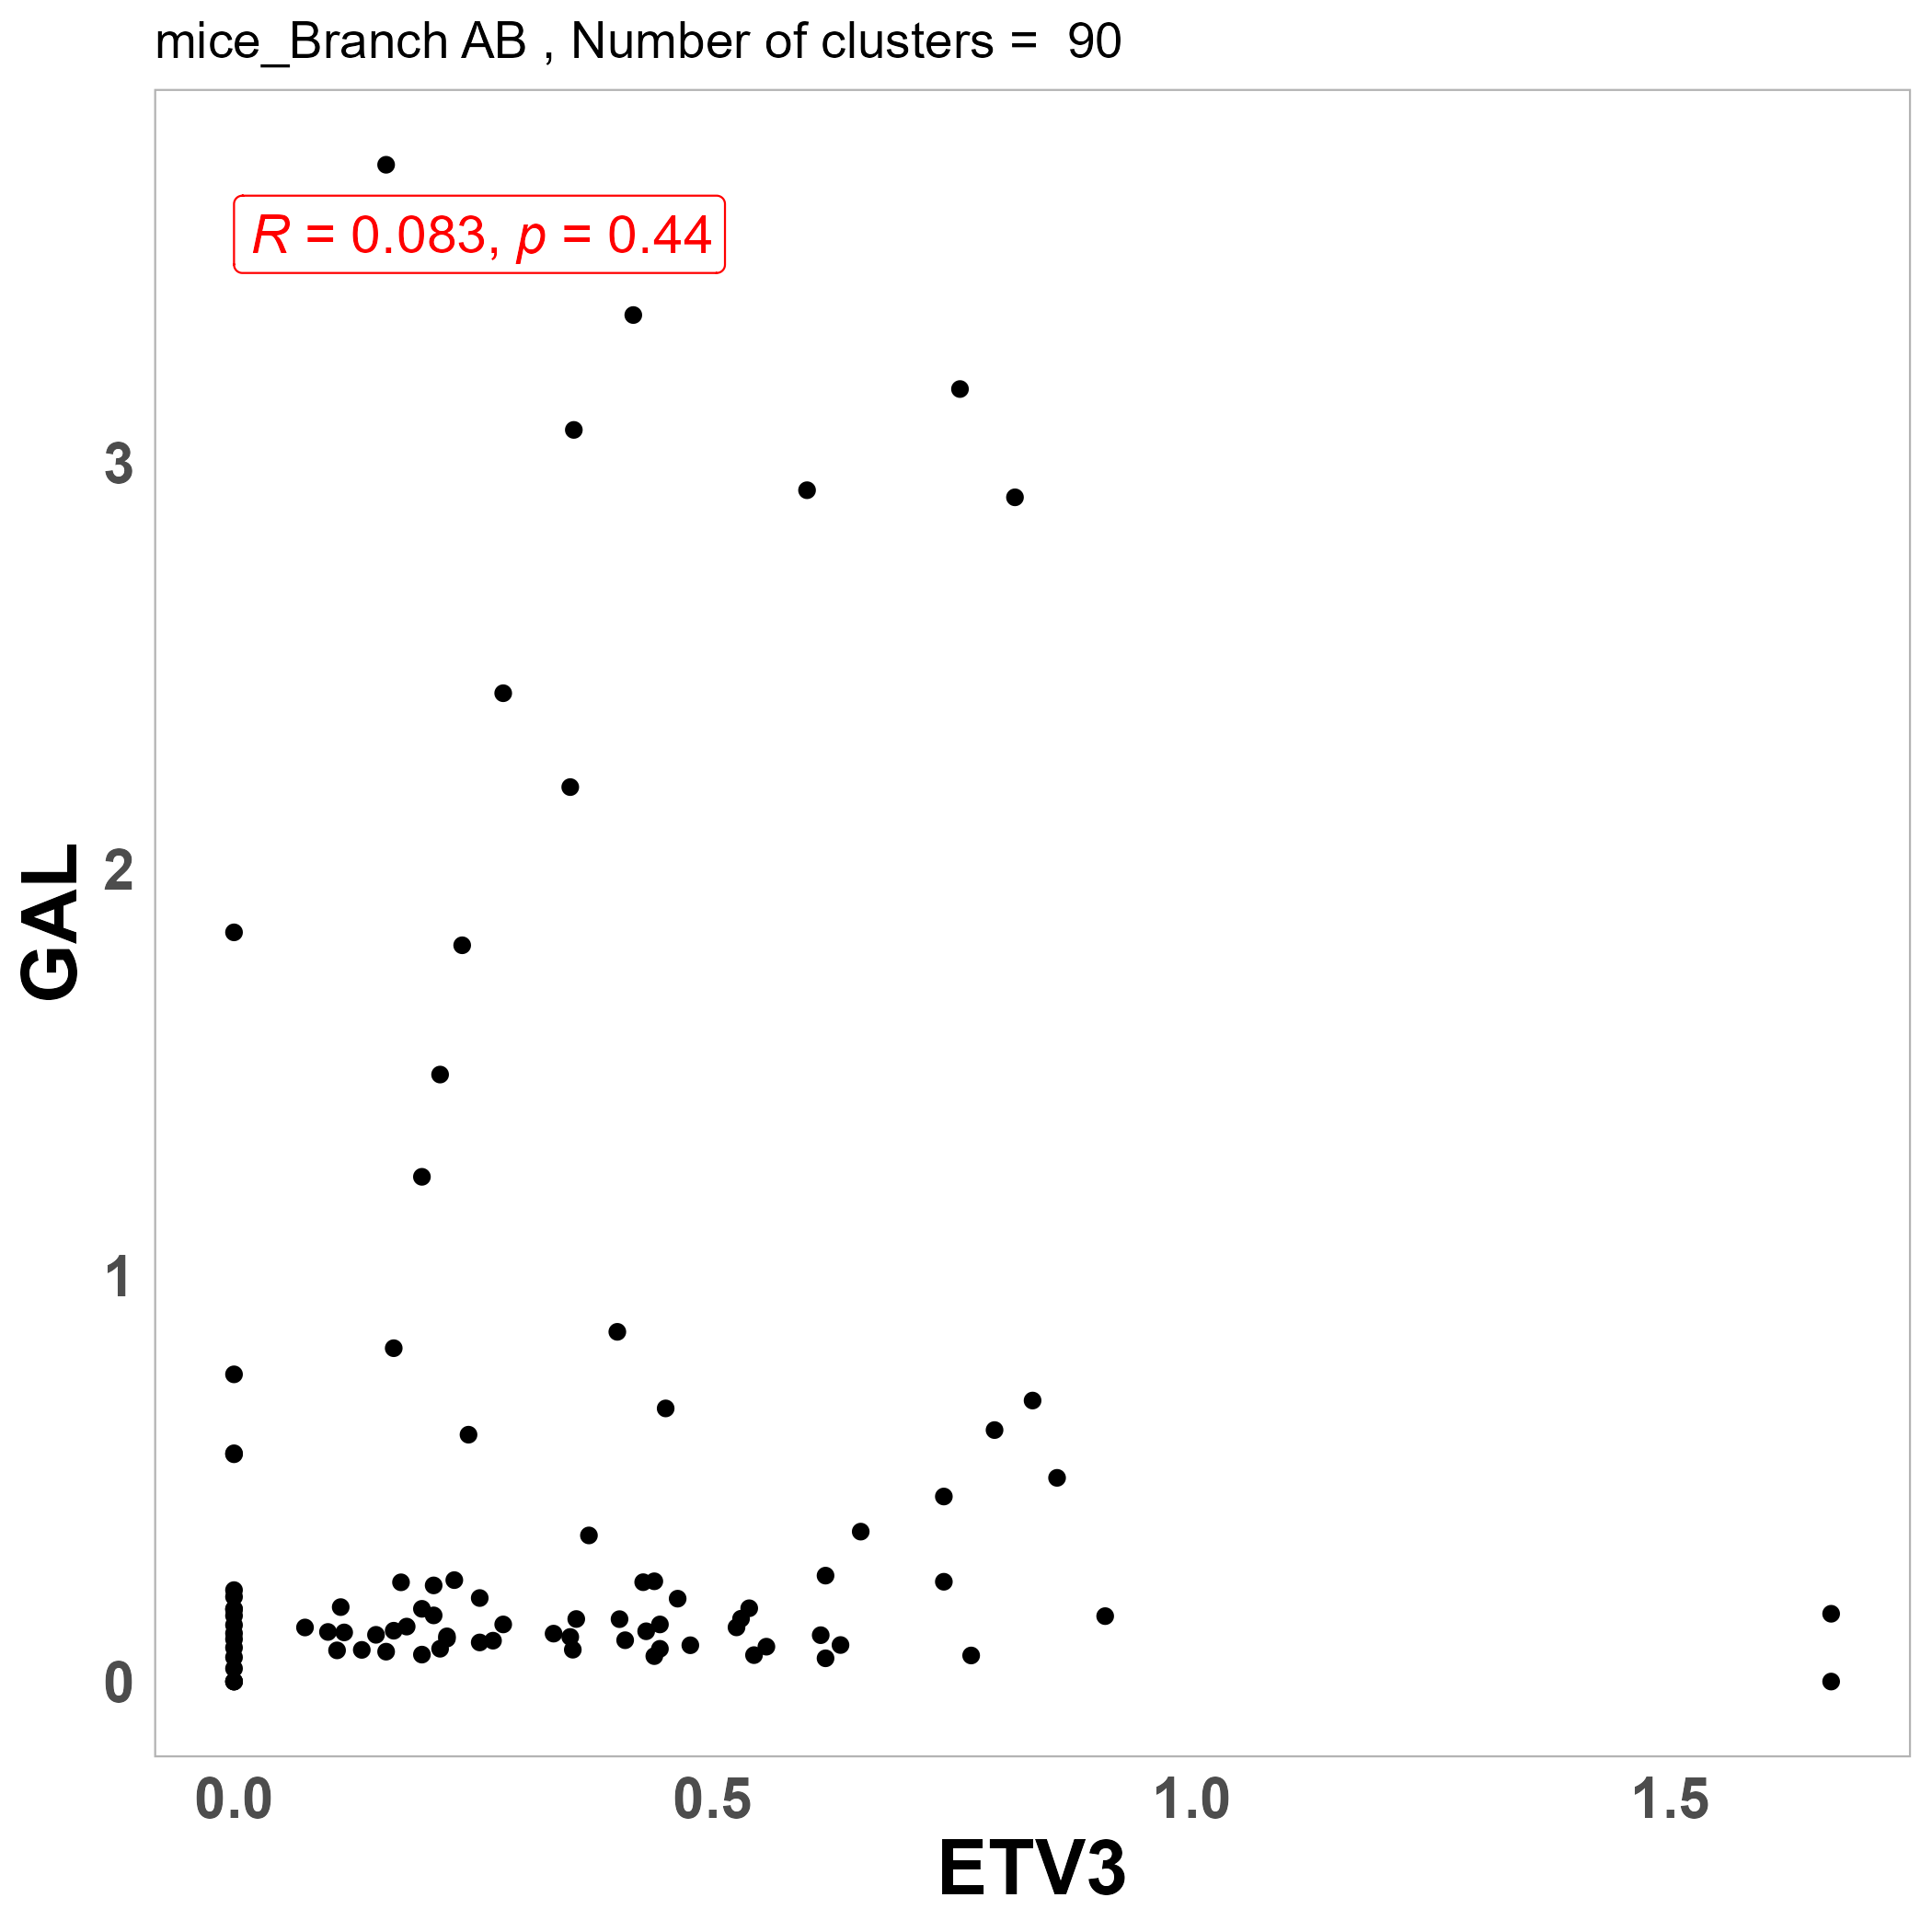 mice_Branch AB , Number of clusters =  90
R = 0.083, p = 0.44
3
2
1
0
GAL
0.0 0.5 1.0 1.5
ETV3